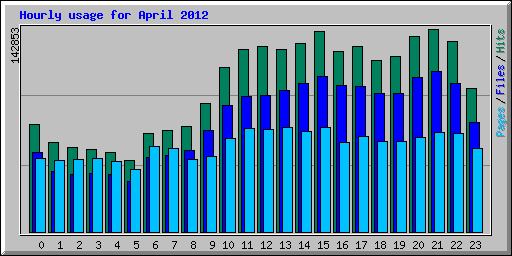 Hourly usage for April 2012
142853
Pages / Files / Hits
0 1 2 3 4 5 6 7 8 9 10 11 12 13 14 15 16 17 18 19 20 21 22 23